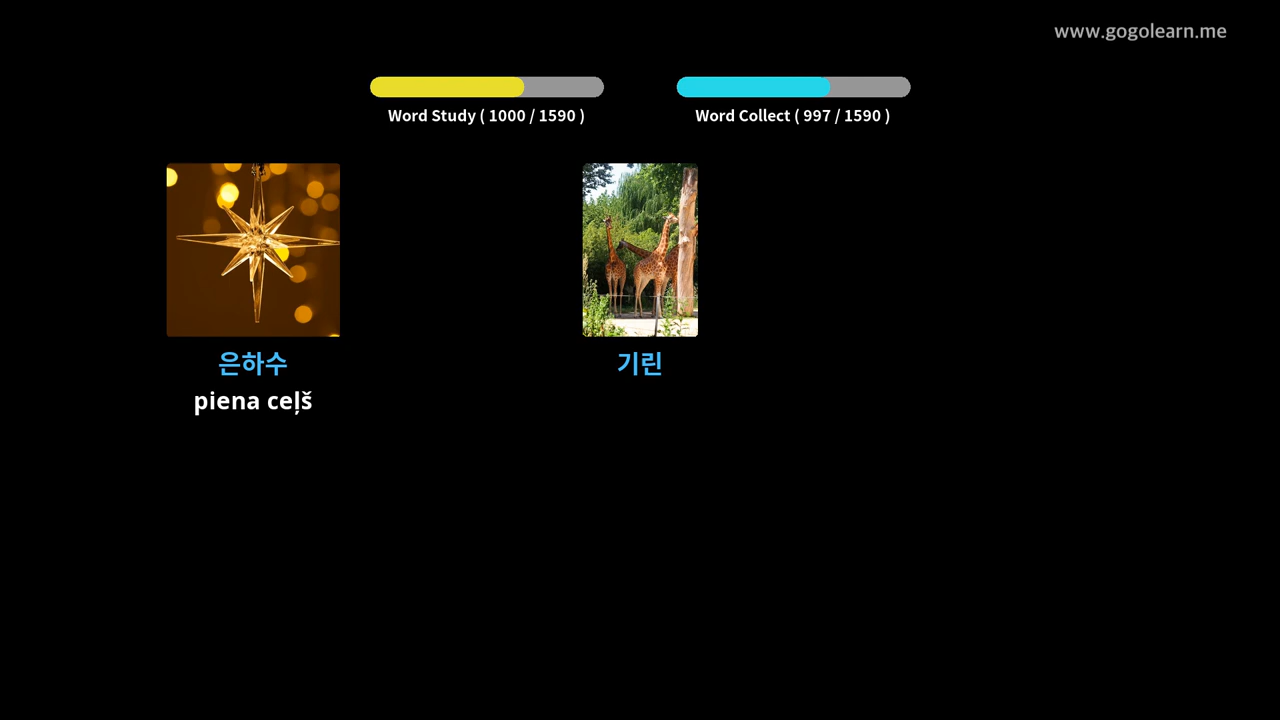 www.gogolearn.me
Word Study ( 1000 / 1590 )
Word Collect ( 997 / 1590 )
은하수
piena ceļš
기린